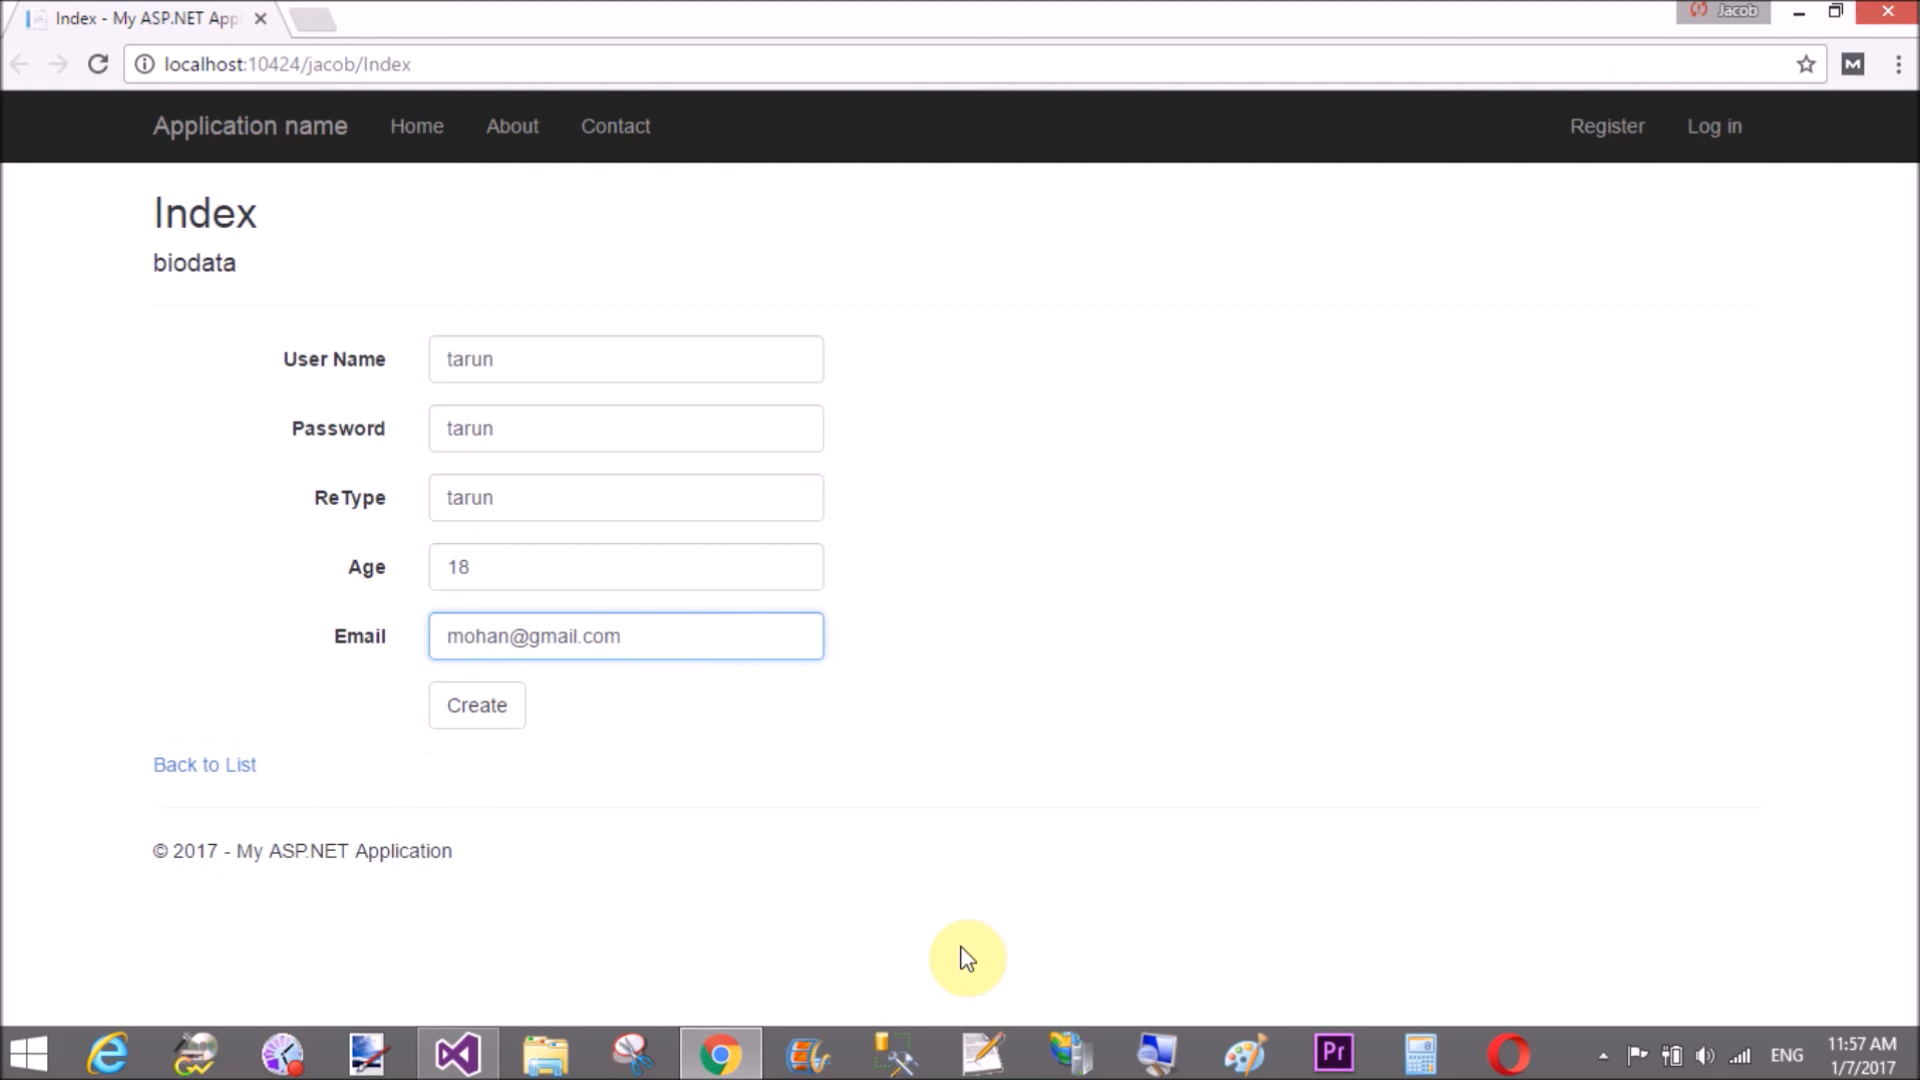 Index - My ASP.NET App
Jacob
localhost:10424/jacob/Index
M
Application name Home About Contact Register Log in
Index
biodata
User Name tarun
Password tarun
ReType tarun
Age 18
Email mohan@gmail.com
Create
Back to List
© 2017 - My ASP.NET Application
Pr
ENG
11:57 AM
1/7/2017